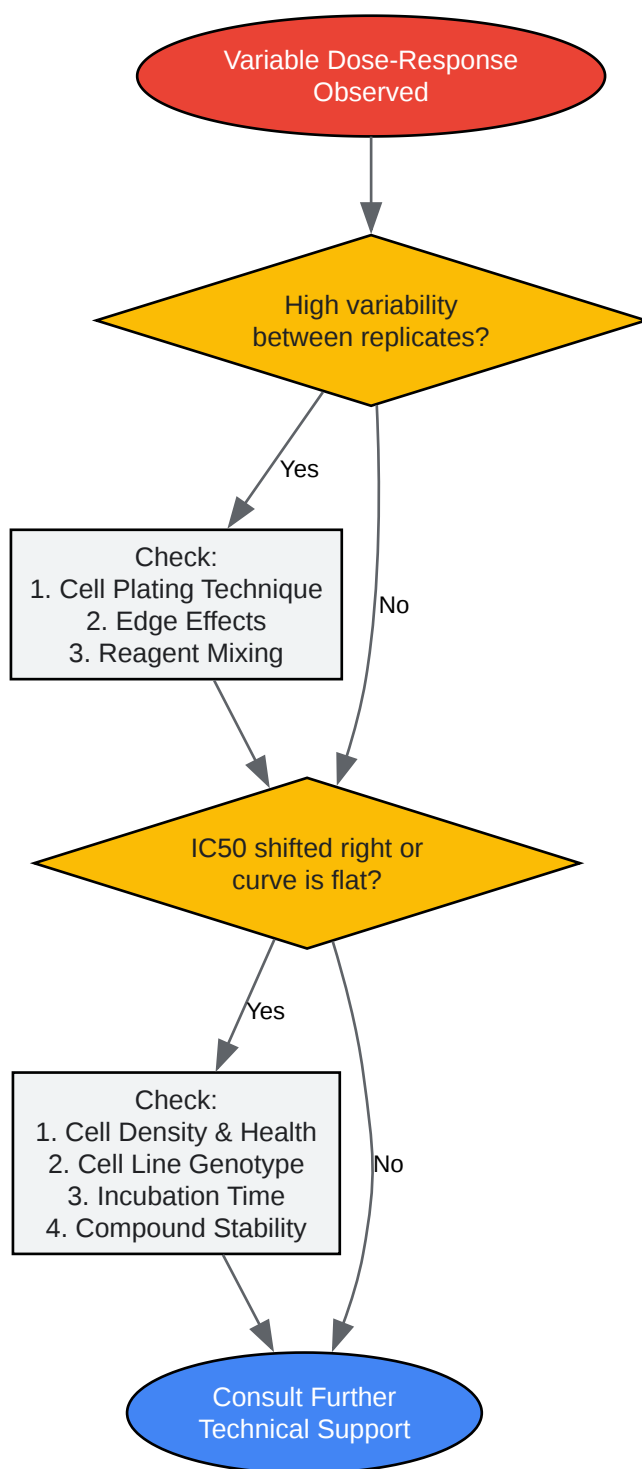 Variable Dose-Response
Observed
High variability
between replicates?
Yes
Check:
1. Cell Plating Technique
2. Edge Effects
3. Reagent Mixing
No
IC50 shifted right or
curve is flat?
Yes
Check:
1. Cell Density & Health
2. Cell Line Genotype
3. Incubation Time
4. Compound Stability
No
Consult Further
Technical Support